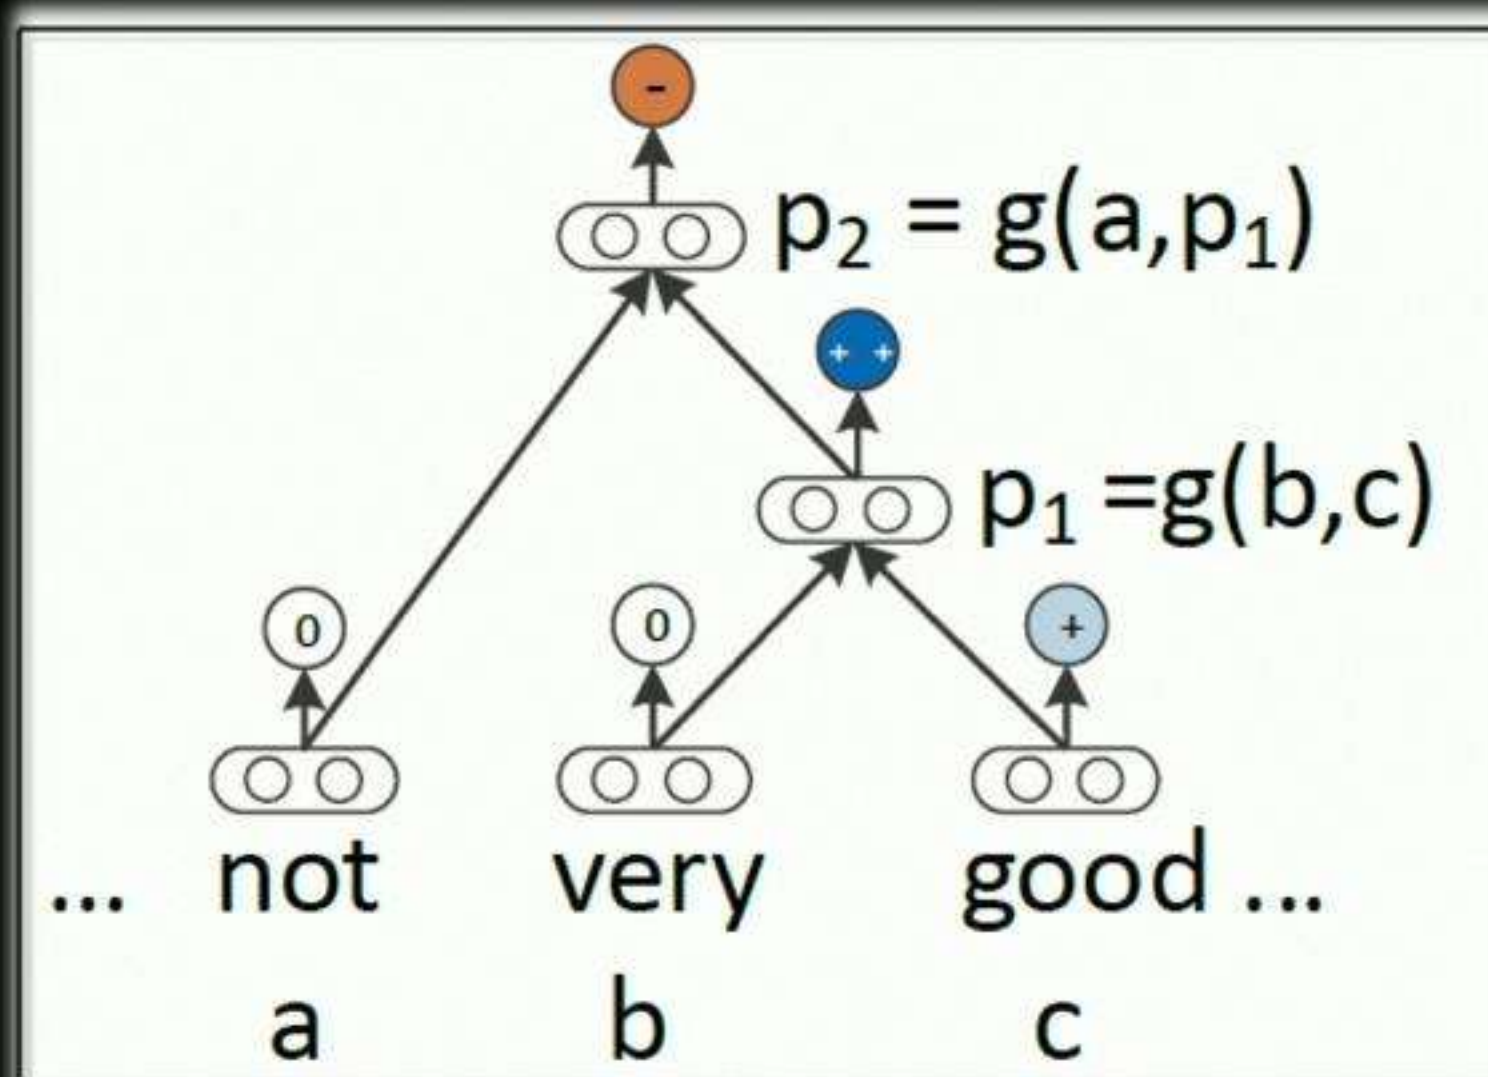 -
p₂ = g(a,p₁)
+ +
p₁ =g(b,c)
0 0 +
... not very good ...
a b c